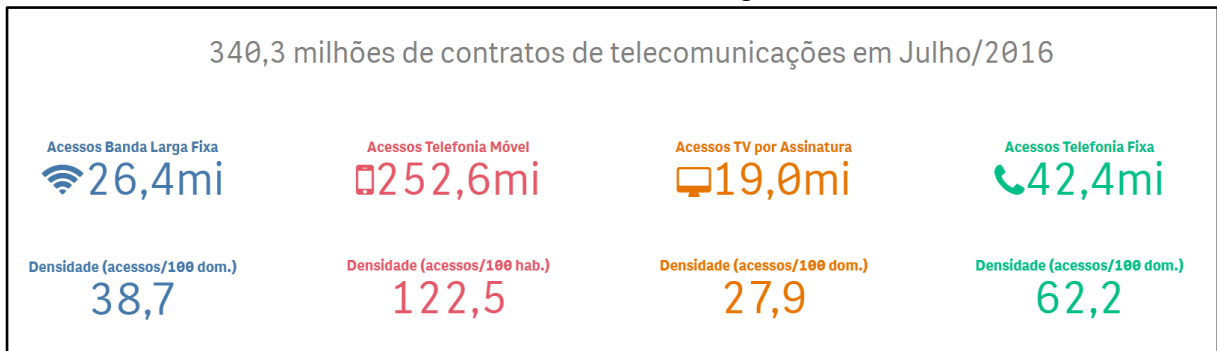 340,3 milhões de contratos de telecomunicações em Julho/2016
Acessos Banda Larga Fixa
26,4mi
Acessos Telefonia Móvel
252,6mi
Acessos TV por Assinatura
19,0mi
Acessos Telefonia Fixa
42,4mi
Densidade (acessos/100 dom.)
38,7
Densidade (acessos/100 hab.)
122,5
Densidade (acessos/100 dom.)
27,9
Densidade (acessos/100 dom.)
62,2